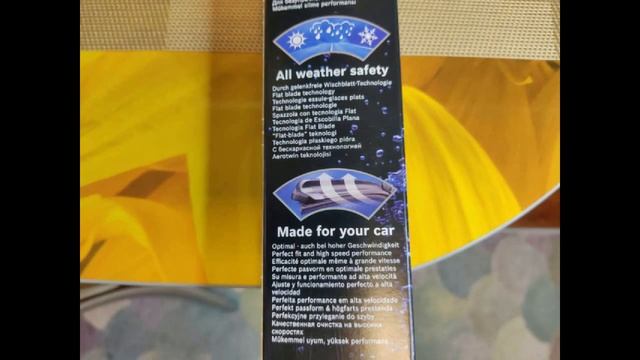 Mükemmel silme performansı
All weather safety
Durch gelenkfreie Wischblatt-Technologie
Flat blade technology
Technologie essuie-glaces plats
Flat blade technologie
Spazzola con tecnologia Flat
Tecnología de Escobilla Plana
Tecnologia Flat Blade
"Flat-blade" teknologi
Technologia płaskiego pióra
С бескаркасной технологией
Aerotwin teknolojisi
Made for your car
Optimal - auch bei hoher Geschwindigkeit
Perfect fit and high speed performance
Efficacité optimale même à grande vitesse
Perfecte pasvorm en optimale prestaties
Su misura e performante ad alta velocità
Ajuste y funcionamiento perfecto a alta
velocidad
Perfeita performance em alta velocidade
Perfekt passform & högfarts prestanda
Perfekcyjne przyleganie do szyby
Качественная очистка на высоких
скоростях
Mükemmel uyum, yüksek performans